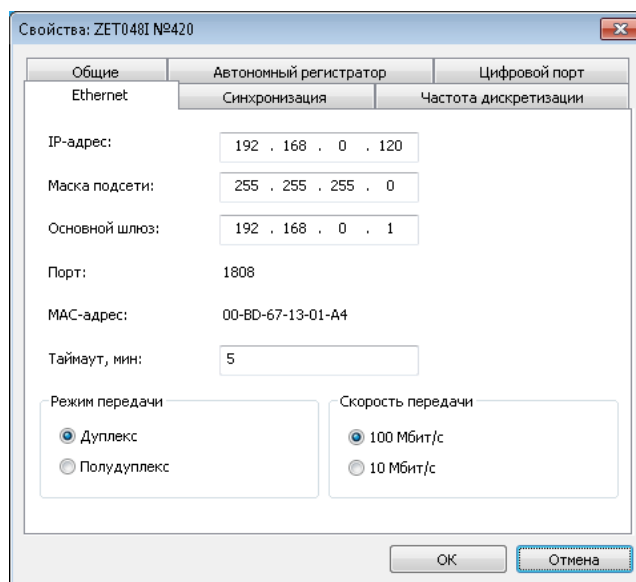 Свойства: ZET048I №420
Общие Автономный регистратор Цифровой порт
Ethernet Синхронизация Частота дискретизации
IP-адрес: 192 . 168 . 0 . 120
Маска подсети: 255 . 255 . 255 . 0
Основной шлюз: 192 . 168 . 0 . 1
Порт: 1808
MAC-адрес: 00-BD-67-13-01-A4
Таймаут, мин: 5
Режим передачи Скорость передачи
Дуплекс 100 Мбит/с
Полудуплекс 10 Мбит/с
ОК Отмена